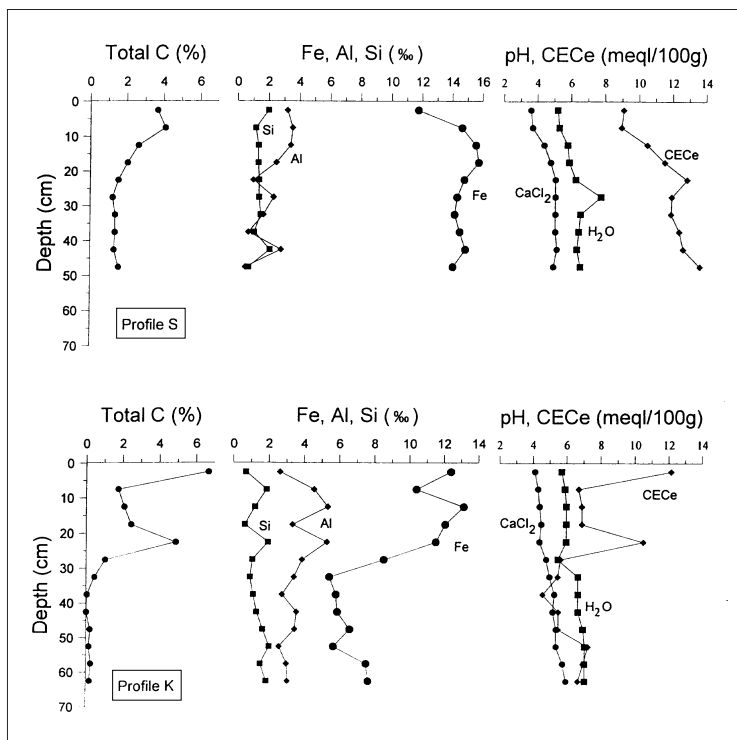 Total C (%) Fe, Al, Si (‰) pH, CECe (meql/100g)
0 2 4 6 0 2 4 6 8 10 12 14 16 2 4 6 8 10 12 14
0
10
20
30
40
50
60
70
Depth (cm)
Si
Al
Fe
CECe
CaCl2
H2O
Profile S
Total C (%) Fe, Al, Si (‰) pH, CECe (meql/100g)
0 2 4 6 0 2 4 6 8 10 12 14 2 4 6 8 10 12 14
0
10
20
30
40
50
60
70
Depth (cm)
Si
Al
Fe
CECe
CaCl2
H2O
Profile K